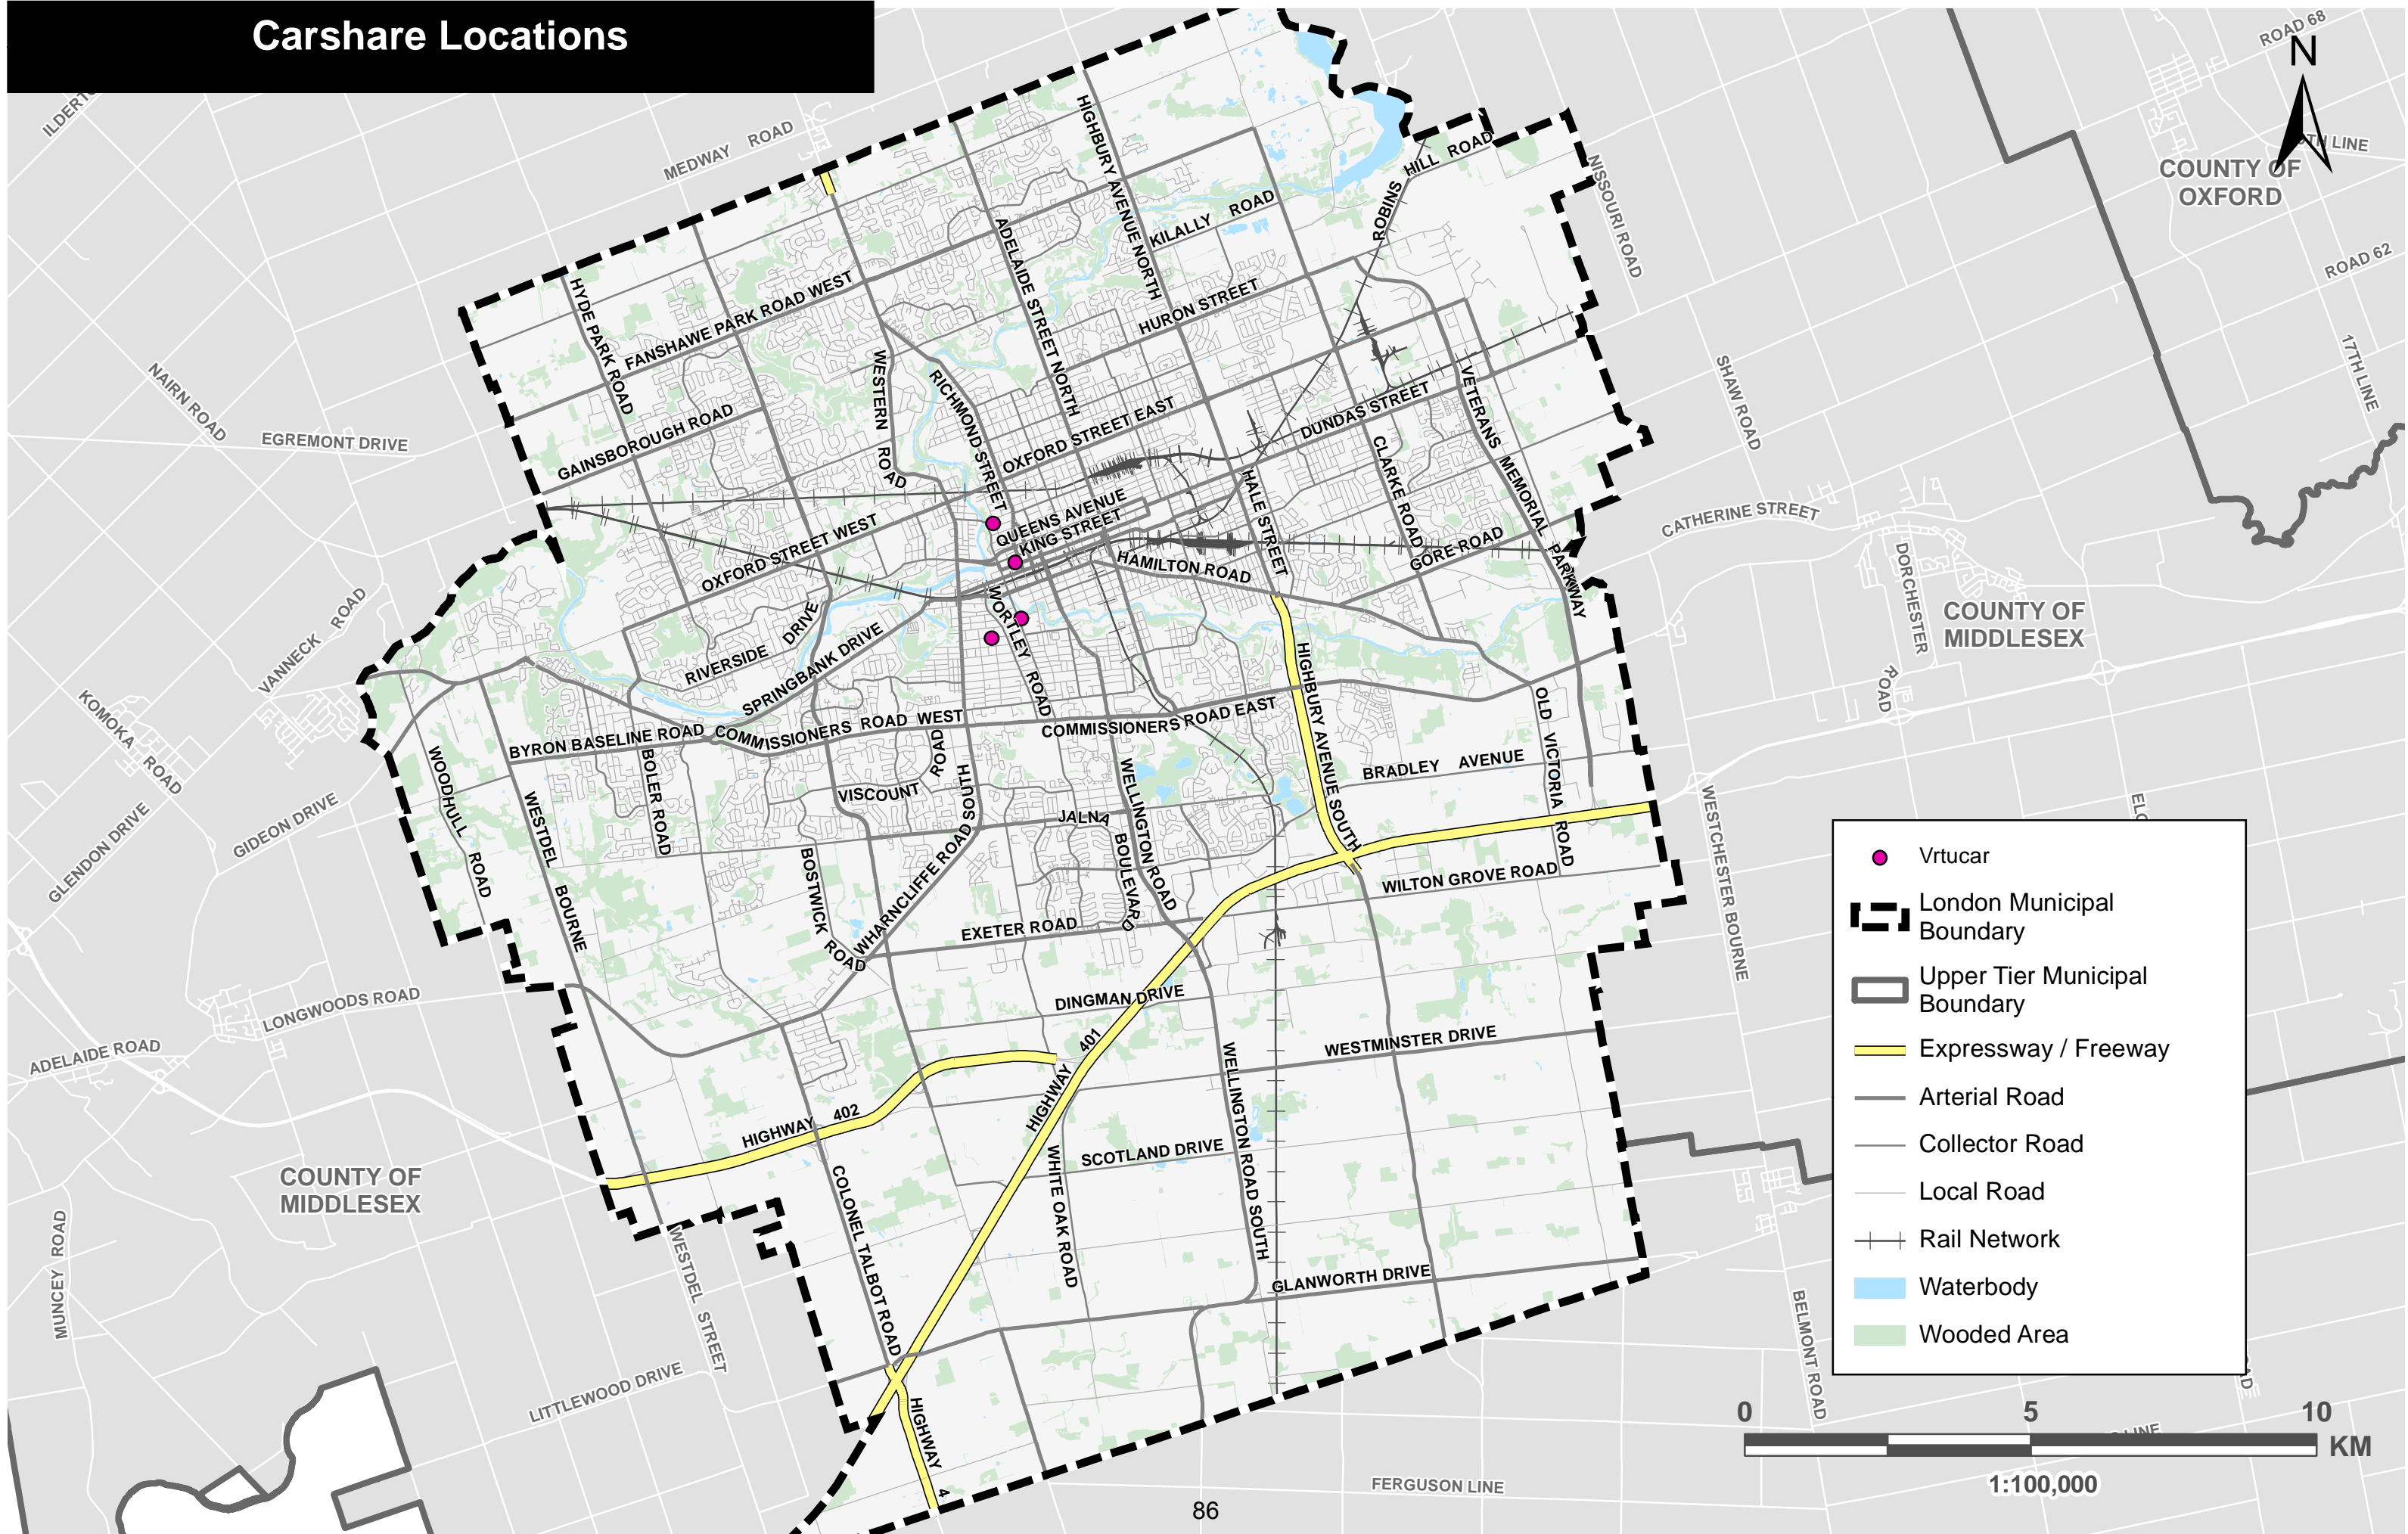 Carshare Locations
ROAD 68
N
ILDERTO
MEDWAY ROAD
TH LINE
COUNTY OF
OXFORD
HIGHBURY AVENUE NORTH
ROBINS HILL ROAD
NISSOURI ROAD
KILALLY ROAD
ADELAIDE STREET NORTH
ROAD 62
HYDE PARK ROAD
FANSHAWE PARK ROAD WEST
HURON STREET
17TH LINE
NAIRN ROAD
EGREMONT DRIVE
WESTERN ROAD
RICHMOND STREET
SHAW ROAD
GAINSBOROUGH ROAD
OXFORD STREET EAST
DUNDAS STREET
VETERANS MEMORIAL PARKWAY
CLARKE ROAD
HALE STREET
QUEENS AVENUE
KING STREET
CATHERINE STREET
OXFORD STREET WEST
HAMILTON ROAD
GORE ROAD
DORCHESTER ROAD
COUNTY OF
MIDDLESEX
VANNECK ROAD
WORTLEY ROAD
RIVERSIDE DRIVE
SPRINGBANK DRIVE
KOMOKA ROAD
HIGHBURY AVENUE SOUTH
OLD VICTORIA ROAD
BYRON BASELINE ROAD
COMMISSIONERS ROAD WEST
COMMISSIONERS ROAD EAST
BRADLEY AVENUE
WOODHULL ROAD
BOLER ROAD
VISCOUNT ROAD
WHARNCLIFFE ROAD SOUTH
JALNA BOULEVARD
WELLINGTON ROAD
GLENDON DRIVE
GIDEON DRIVE
WESTDEL BOURNE
BOSTWICK ROAD
WILTON GROVE ROAD
WESTCHESTER BOURNE
EXETER ROAD
LONGWOODS ROAD
DINGMAN DRIVE
ADELAIDE ROAD
WESTMINSTER DRIVE
HIGHWAY 401
HIGHWAY 402
WELLINGTON ROAD SOUTH
SCOTLAND DRIVE
WHITE OAK ROAD
COLONEL TALBOT ROAD
COUNTY OF
MIDDLESEX
MUNCEY ROAD
WESTDEL STREET
GLANWORTH DRIVE
BELMONT ROAD
LITTLEWOOD DRIVE
HIGHWAY 4
FERGUSON LINE
Vrtucar
London Municipal
Boundary
Upper Tier Municipal
Boundary
Expressway / Freeway
Arterial Road
Collector Road
Local Road
Rail Network
Waterbody
Wooded Area
0 5 10
KM
LINE
1:100,000
86